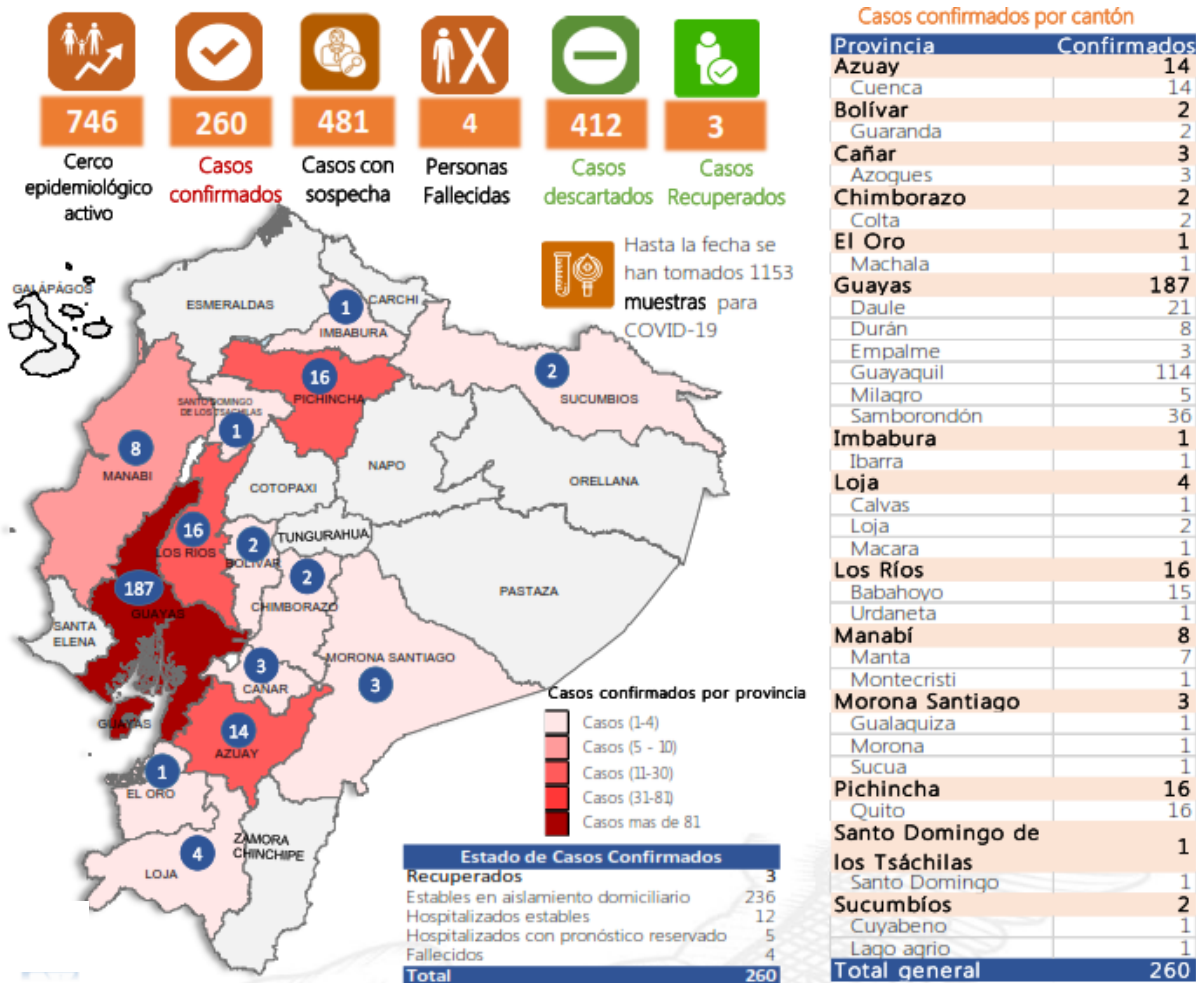 746
260
481
4
412
3
Cerco
epidemiológico
activo
Casos
confirmados
Casos con
sospecha
Personas
Fallecidas
Casos
descartados
Casos
Recuperados
Hasta la fecha se
han tomados 1153
muestras para
COVID-19
GALÁPAGOS
ESMERALDAS
CARCHI
1
IMBABURA
16
PICHINCHA
2
SUCUMBIOS
SANTO DOMINGO
DE LOS TSACHILAS
1
8
MANABI
NAPO
ORELLANA
COTOPAXI
16
LOS RIOS
2
BOLIVAR
TUNGURAHUA
2
CHIMBORAZO
PASTAZA
187
GUAYAS
SANTA
ELENA
3
CAÑAR
MORONA SANTIAGO
3
GUAYAS
14
AZUAY
1
EL ORO
4
LOJA
ZAMORA
CHINCHIPE
Casos confirmados por provincia
Casos (1-4)
Casos (5 - 10)
Casos (11-30)
Casos (31-81)
Casos mas de 81
Estado de Casos Confirmados
Recuperados 3
Estables en aislamiento domiciliario 236
Hospitalizados estables 12
Hospitalizados con pronóstico reservado 5
Fallecidos 4
Total 260
Casos confirmados por cantón
Provincia Confirmados
Azuay 14
Cuenca 14
Bolívar 2
Guaranda 2
Cañar 3
Azogues 3
Chimborazo 2
Colta 2
El Oro 1
Machala 1
Guayas 187
Daule 21
Durán 8
Empalme 3
Guayaquil 114
Milagro 5
Samborondón 36
Imbabura 1
Ibarra 1
Loja 4
Calvas 1
Loja 2
Macara 1
Los Ríos 16
Babahoyo 15
Urdaneta 1
Manabí 8
Manta 7
Montecristi 1
Morona Santiago 3
Gualaquiza 1
Morona 1
Sucua 1
Pichincha 16
Quito 16
Santo Domingo de
los Tsáchilas 1
Santo Domingo 1
Sucumbíos 2
Cuyabeno 1
Lago agrio 1
Total general 260